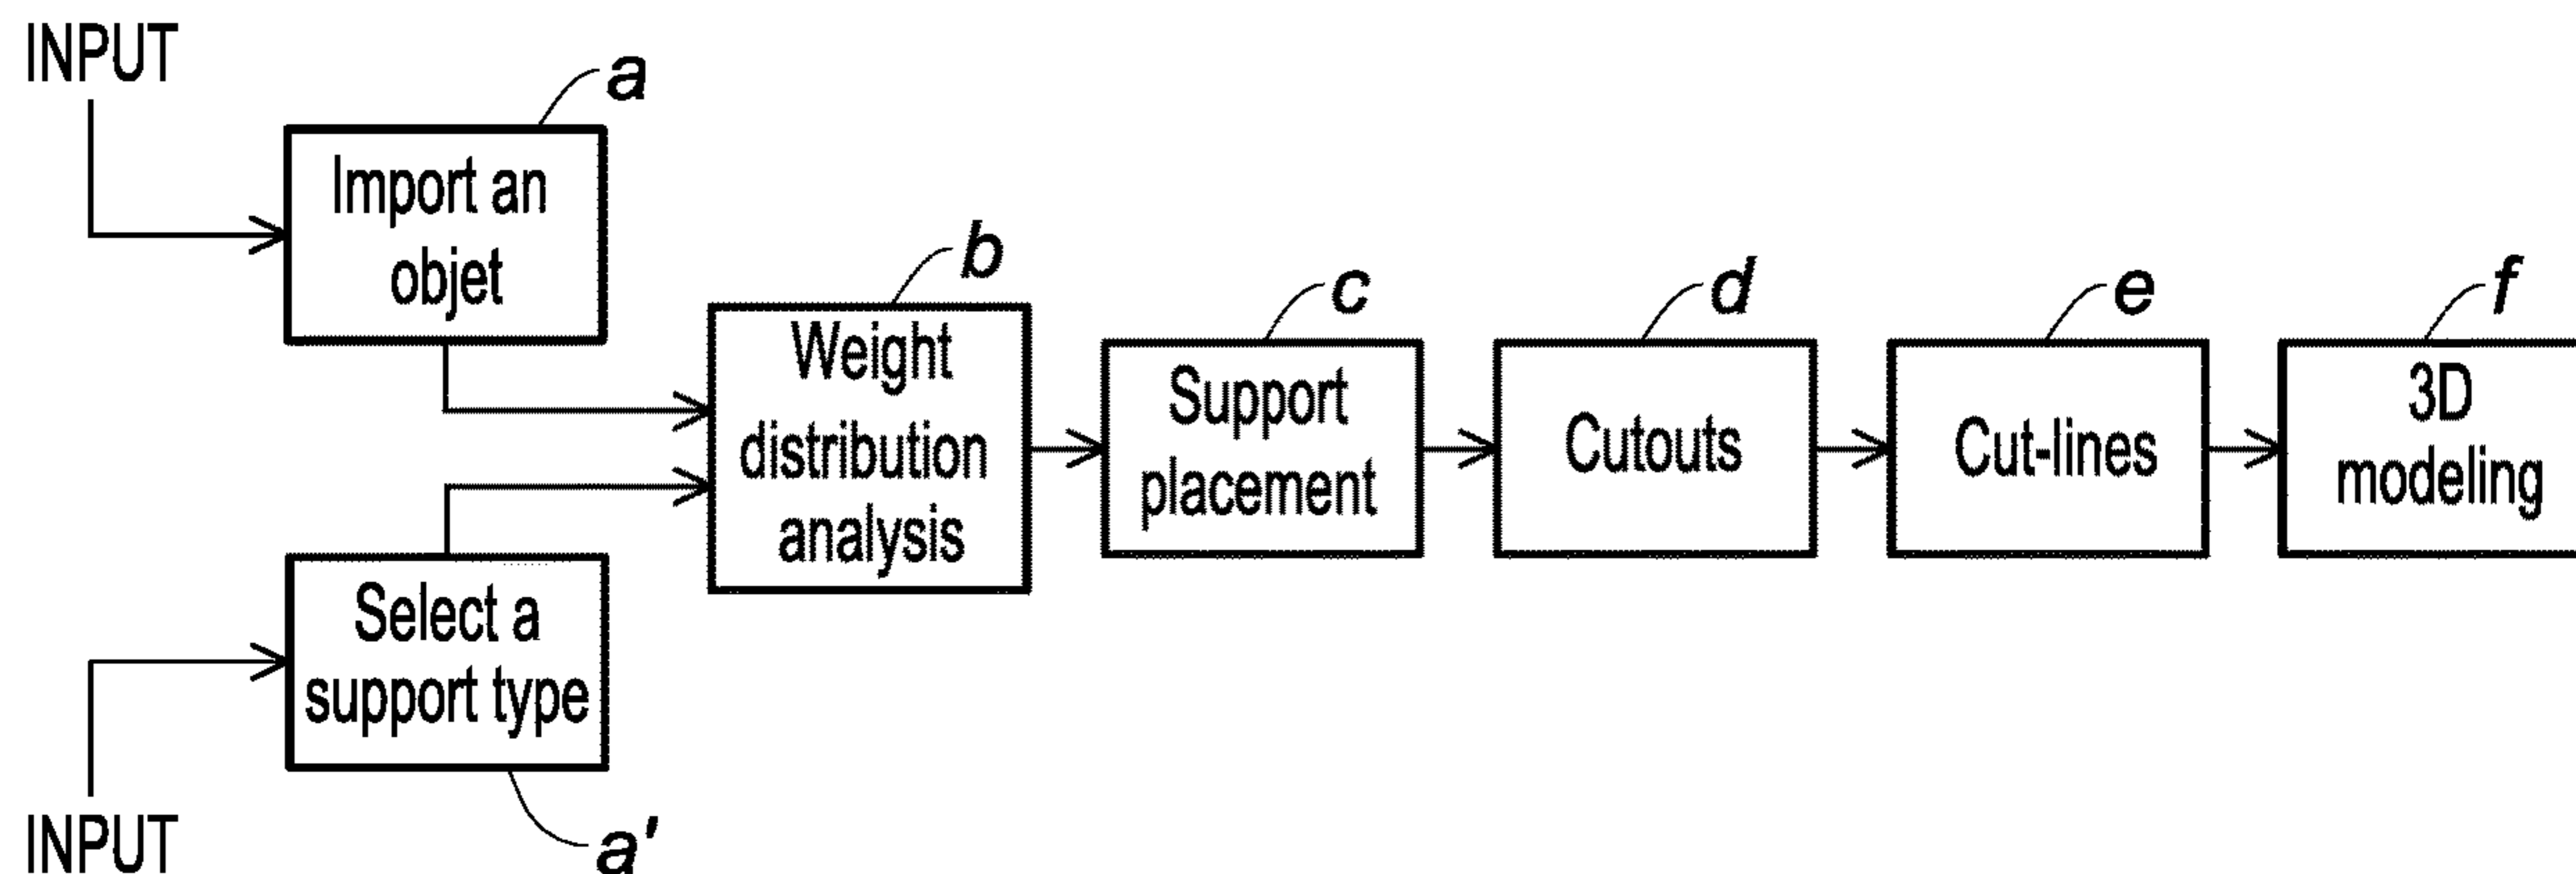 INPUT
a
Import an
objet
b
Weight
distribution
analysis
c
Support
placement
d
Cutouts
e
Cut-lines
f
3D
modeling
Select a
support type
a'
INPUT